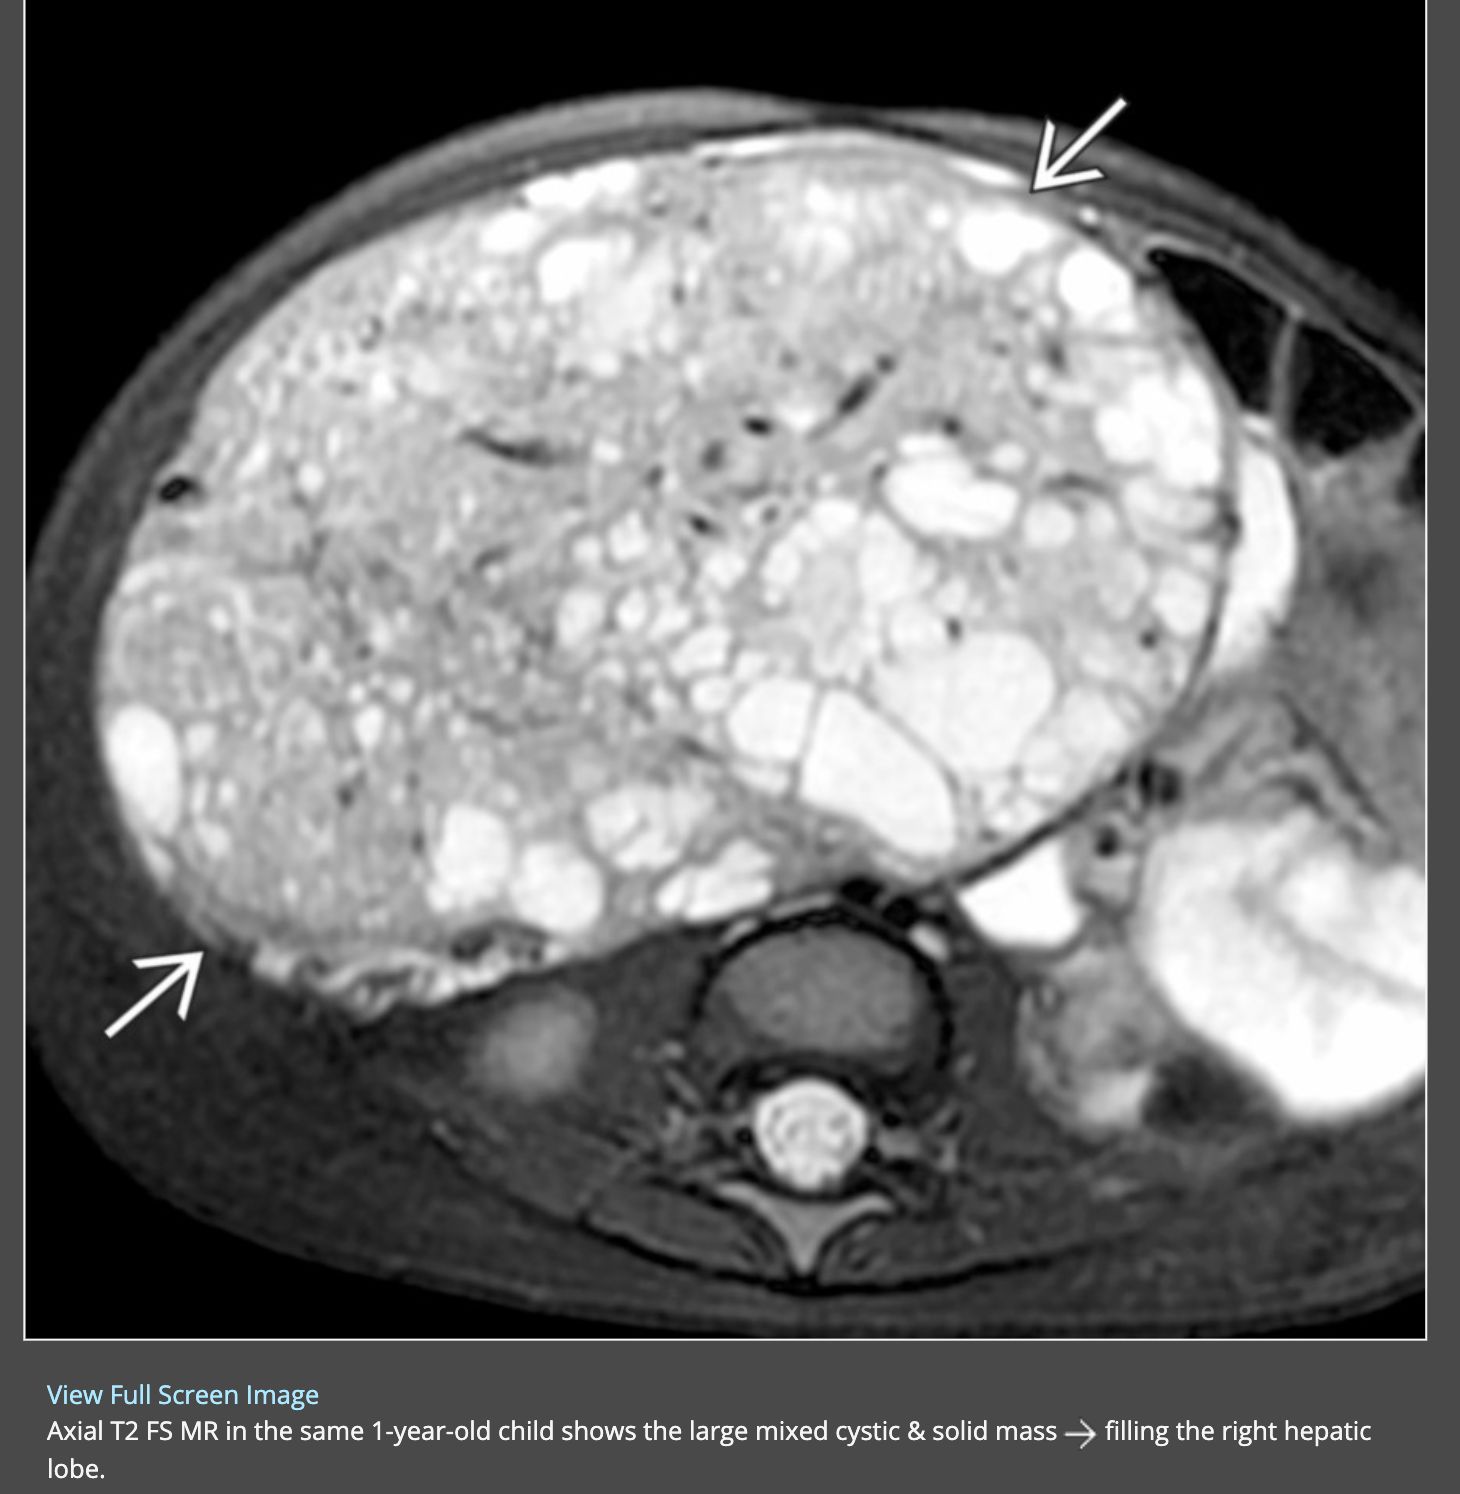 View Full Screen Image
Axial T2 FS MR in the same 1-year-old child shows the large mixed cystic & solid mass → filling the right hepatic
lobe.